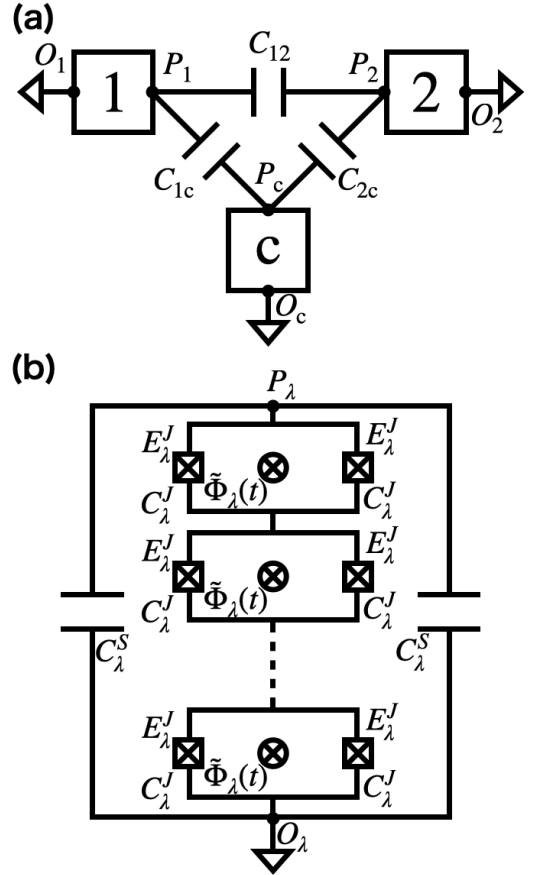 (a)
O₁ P₁ C₁₂ P₂ O₂
1 2
C₁c Pc C₂c
c
Oc
(b)
Pλ
EλJ EλJ
Φ̃λ(t)
CλJ CλJ
EλJ EλJ
Φ̃λ(t)
CλJ CλJ
CλS CλS
EλJ EλJ
Φ̃λ(t)
CλJ CλJ
Oλ